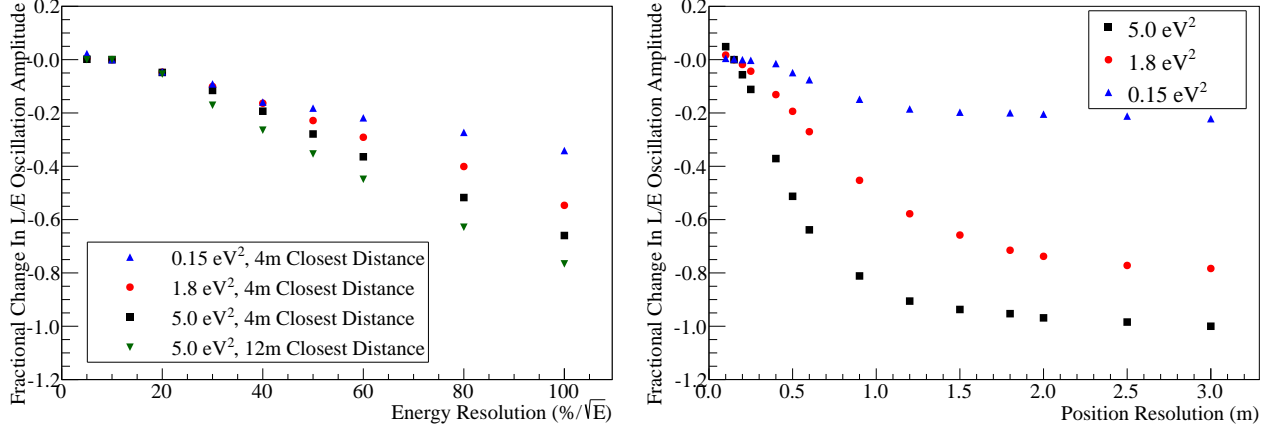 Fractional Change In L/E Oscillation Amplitude
0.2
-0.0
-0.2
-0.4
-0.6
-0.8
-1.0
-1.2
0.15 eV², 4m Closest Distance
1.8 eV², 4m Closest Distance
5.0 eV², 4m Closest Distance
5.0 eV², 12m Closest Distance
0 20 40 60 80 100
Energy Resolution (%/√E)
Fractional Change In L/E Oscillation Amplitude
0.2
-0.0
-0.2
-0.4
-0.6
-0.8
-1.0
-1.2
5.0 eV²
1.8 eV²
0.15 eV²
0.0 0.5 1.0 1.5 2.0 2.5 3.0
Position Resolution (m)